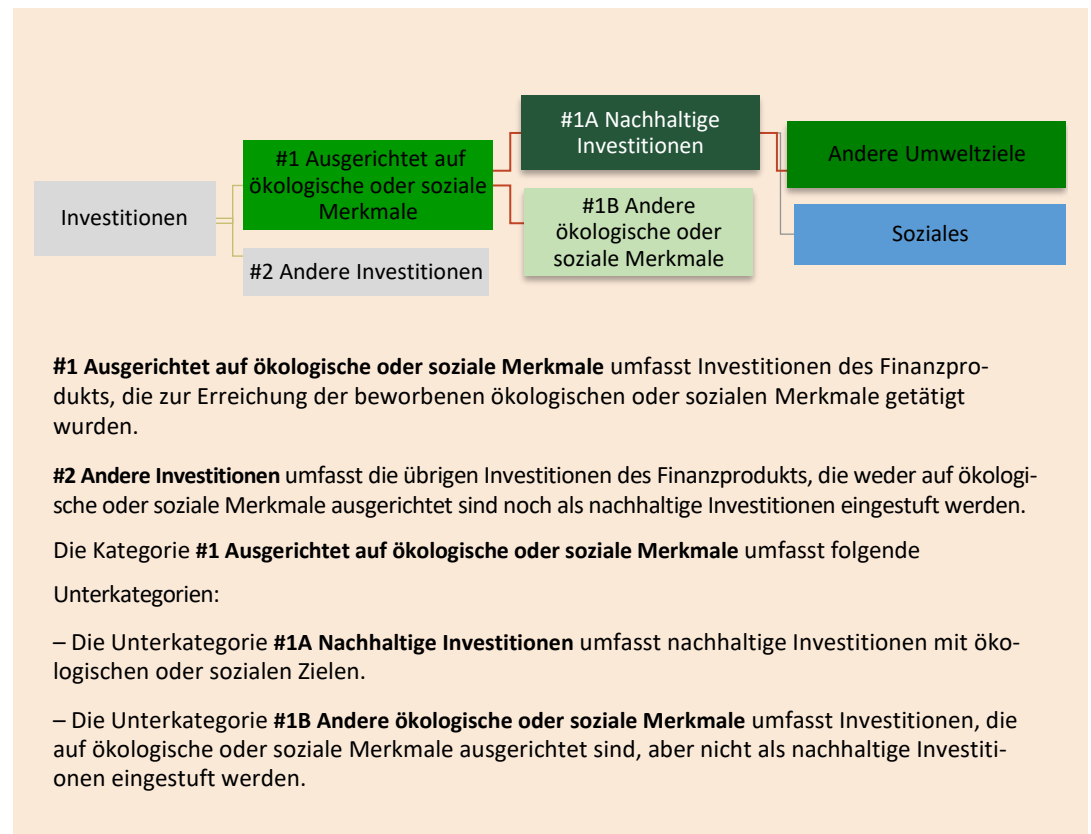 #1A Nachhaltige
Investitionen
Andere Umweltziele
#1 Ausgerichtet auf
ökologische oder soziale
Merkmale
Investitionen
#1B Andere
ökologische oder
soziale Merkmale
Soziales
#2 Andere Investitionen
#1 Ausgerichtet auf ökologische oder soziale Merkmale umfasst Investitionen des Finanzpro-
dukts, die zur Erreichung der beworbenen ökologischen oder sozialen Merkmale getätigt
wurden.
#2 Andere Investitionen umfasst die übrigen Investitionen des Finanzprodukts, die weder auf ökologi-
sche oder soziale Merkmale ausgerichtet sind noch als nachhaltige Investitionen eingestuft werden.
Die Kategorie #1 Ausgerichtet auf ökologische oder soziale Merkmale umfasst folgende
Unterkategorien:
– Die Unterkategorie #1A Nachhaltige Investitionen umfasst nachhaltige Investitionen mit öko-
logischen oder sozialen Zielen.
– Die Unterkategorie #1B Andere ökologische oder soziale Merkmale umfasst Investitionen, die
auf ökologische oder soziale Merkmale ausgerichtet sind, aber nicht als nachhaltige Investiti-
onen eingestuft werden.